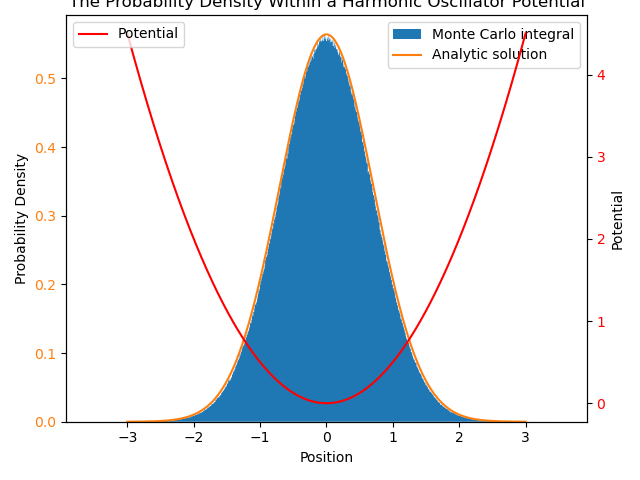 The Probability Density Within a Harmonic Oscillator Potential
Potential
Monte Carlo integral
Analytic solution
0.5
0.4
0.3
0.2
0.1
0.0
Probability Density
4
3
2
1
0
Potential
−3 −2 −1 0 1 2 3
Position